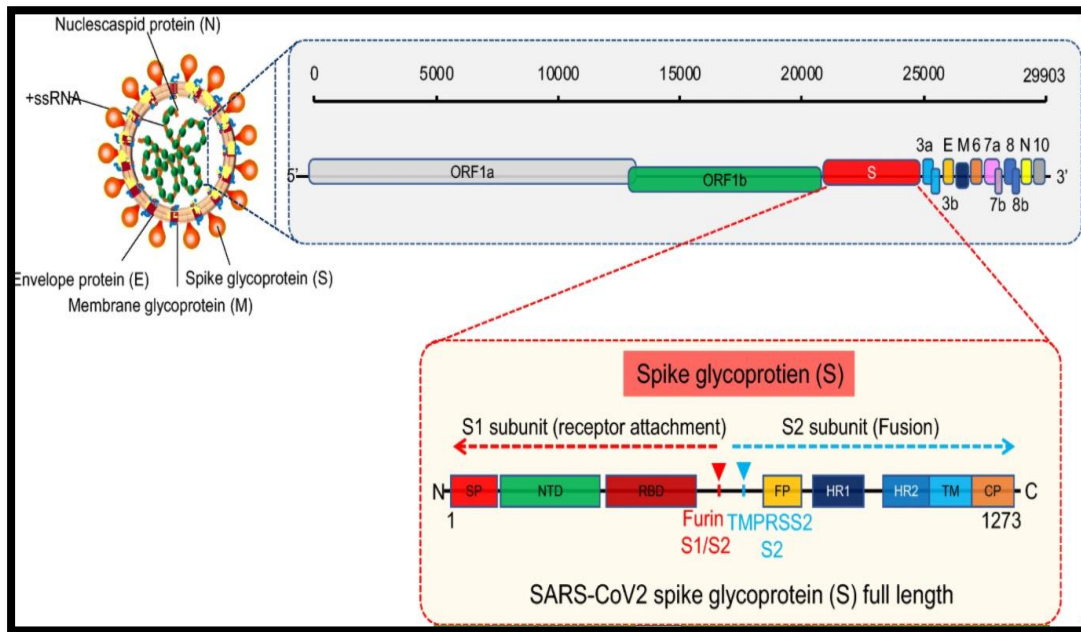 Nuclescaspid protein (N)
+ssRNA
Envelope protein (E)
Spike glycoprotein (S)
Membrane glycoprotein (M)
0 5000 10000 15000 20000 25000 29903
3a E M 6 7a 8 N 10
5’ ORF1a ORF1b S 3’
3b 7b 8b
Spike glycoprotien (S)
S1 subunit (receptor attachment) S2 subunit (Fusion)
N SP NTD RBD FP HR1 HR2 TM CP C
1 Furin TMPRSS2 1273
S1/S2 S2
SARS-CoV2 spike glycoprotein (S) full length